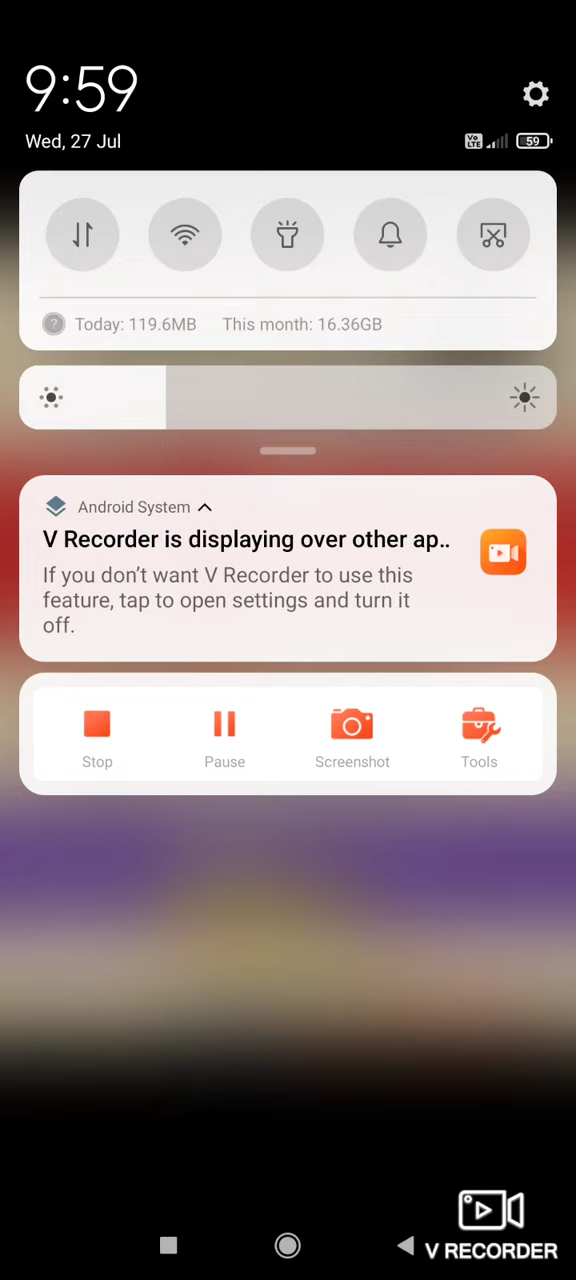 9:59
Wed, 27 Jul
Vo LTE
59
Today: 119.6MB This month: 16.36GB
Android System
V Recorder is displaying over other ap..
If you don't want V Recorder to use this
feature, tap to open settings and turn it
off.
Stop Pause Screenshot Tools
V RECORDER